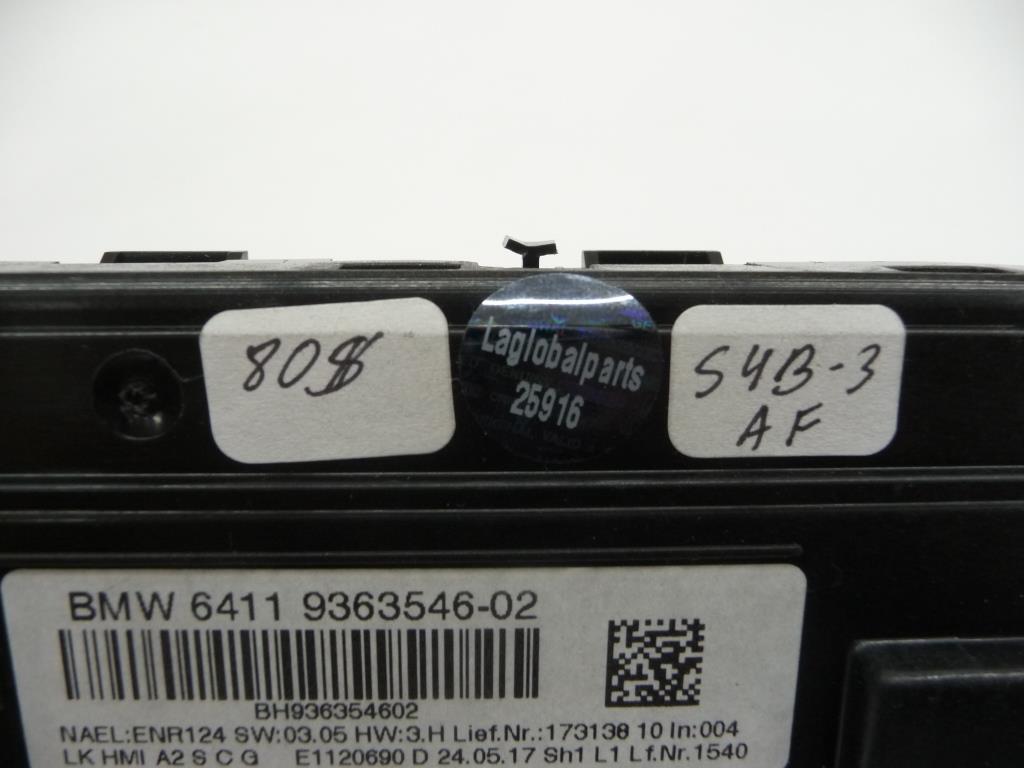 80$
Laglobalparts
25916
S4B-3
AF
BMW 6411 9363546-02
BH936354602
NAEL:ENR124 SW:03.05 HW:3.H Lief.Nr.:173138 10 In:004
LK HMI A2 S C G E1120690 D 24.05.17 Sh1 L1 Lf.Nr.1540